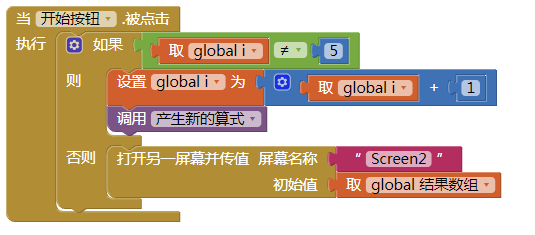 当 开始按钮 .被点击
执行 如果 取 global i ≠ 5
则 设置 global i 为 取 global i + 1
调用 产生新的算式
否则 打开另一屏幕并传值 屏幕名称 “ Screen2 ”
初始值 取 global 结果数组